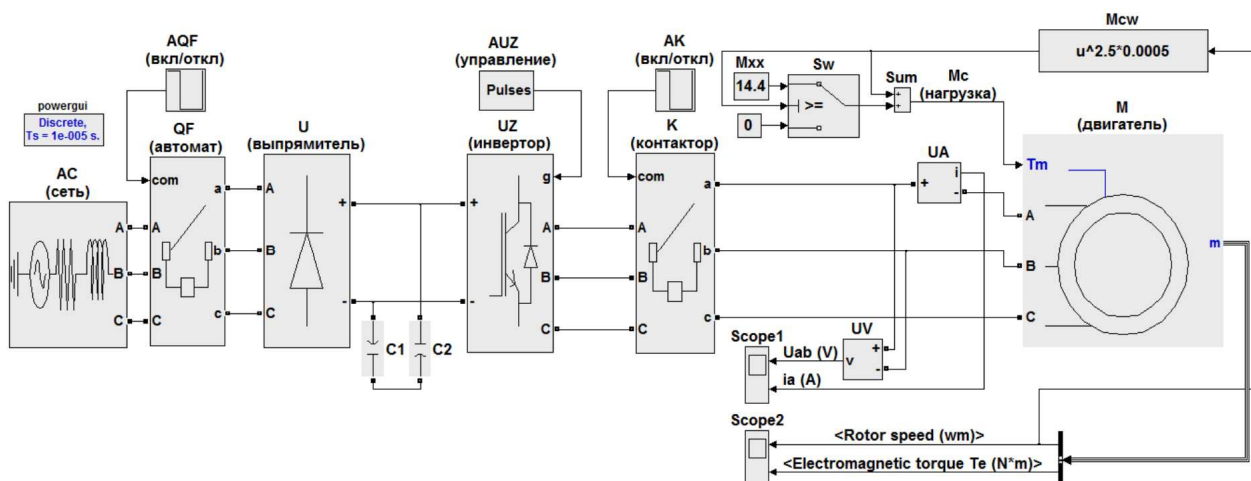 Mcw
u^2.5*0.0005
AQF
(вкл/откл)
AUZ
(управление)
Pulses
AK
(вкл/откл)
Mxx
14.4
0
Sw
>=
Sum
+
+
Mc
(нагрузка)
powergui
Discrete,
Ts = 1e-005 s.
AC
(сеть)
A
B
C
QF
(автомат)
com
A
B
C
a
b
c
U
(выпрямитель)
A
B
C
+
-
C1
C2
UZ
(инвертор)
g
+
-
A
B
C
K
(контактор)
com
A
B
C
a
b
c
UA
+
i
-
M
(двигатель)
Tm
A
B
C
m
UV
+
-
v
Scope1
Uab (V)
ia (A)
Scope2
<Rotor speed (wm)>
<Electromagnetic torque Te (N*m)>